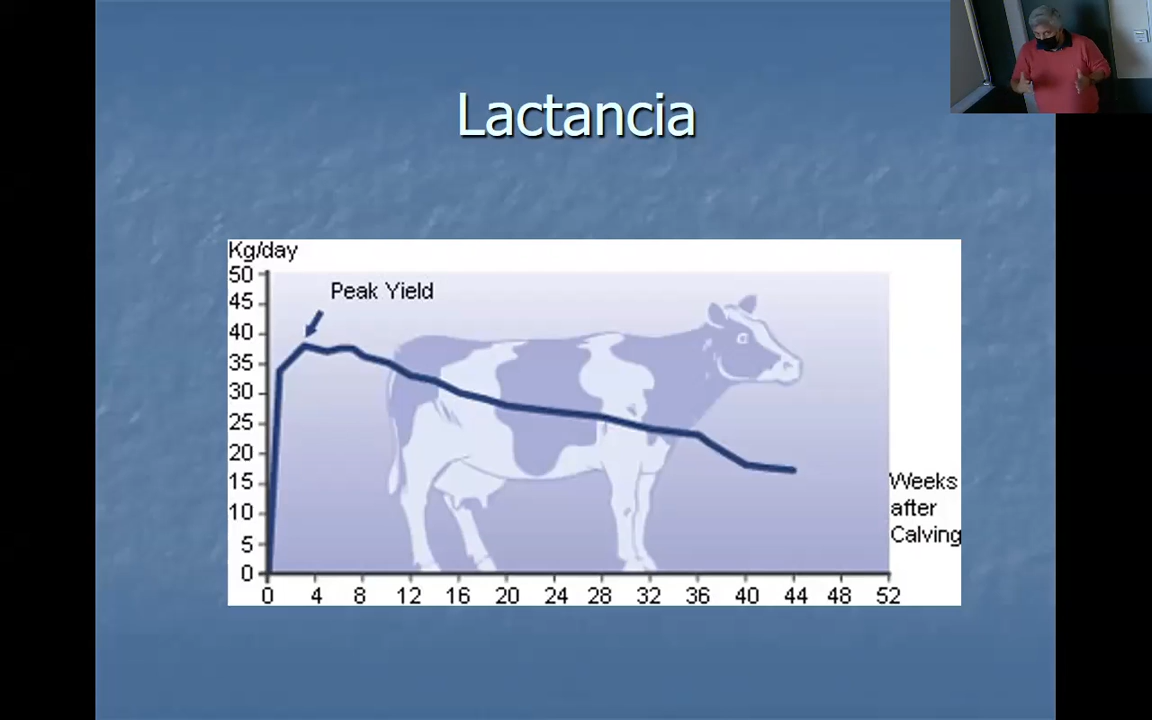 Lactancia
Kg/day
50
45
Peak Yield
40
35
30
25
20
15
10
5
0
Weeks
after
Calving
0 4 8 12 16 20 24 28 32 36 40 44 48 52